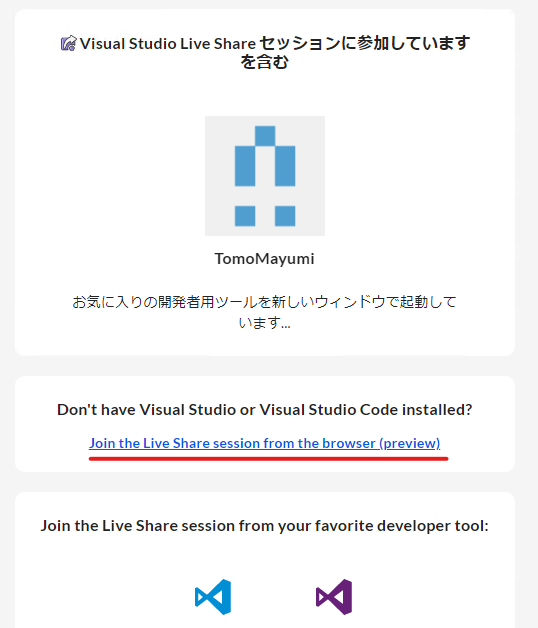 Visual Studio Live Share セッションに参加しています
を含む
TomoMayumi
お気に入りの開発者用ツールを新しいウィンドウで起動して
います...
Don't have Visual Studio or Visual Studio Code installed?
Join the Live Share session from the browser (preview)
Join the Live Share session from your favorite developer tool: